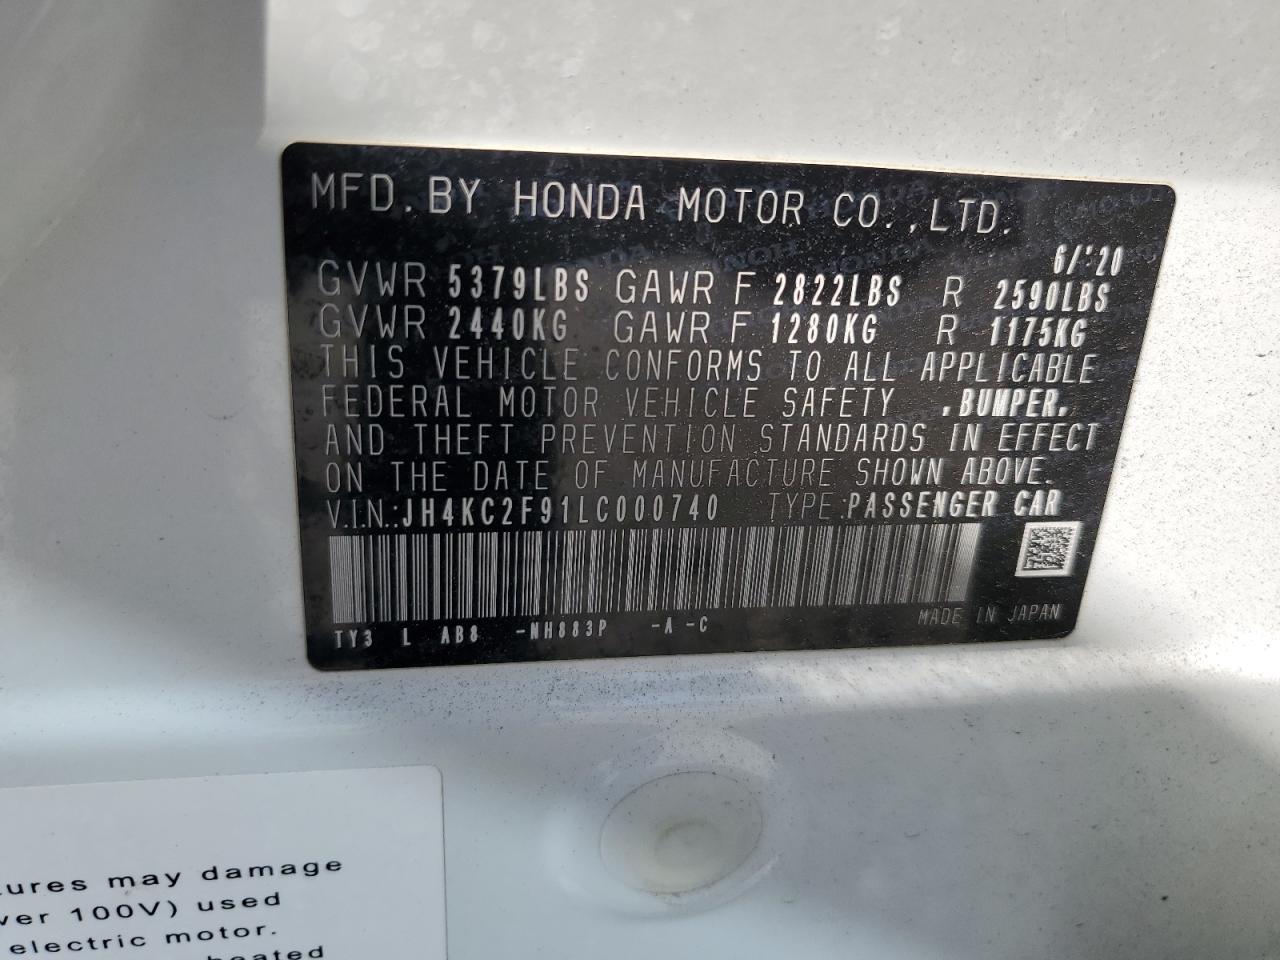 MFD. BY HONDA MOTOR CO., LTD.
6/'20
GVWR 5379LBS GAWR F 2822LBS R 2590LBS
GVWR 2440KG GAWR F 1280KG R 1175KG
THIS VEHICLE CONFORMS TO ALL APPLICABLE
FEDERAL MOTOR VEHICLE SAFETY ,BUMPER,
AND THEFT PREVENTION STANDARDS IN EFFECT
ON THE DATE OF MANUFACTURE SHOWN ABOVE.
V.I.N.:JH4KC2F91LC000740 TYPE:PASSENGER CAR
MADE IN JAPAN
TY3 L AB8 -NH883P -A -C
tures may damage
ver 100V) used
electric motor.
heated